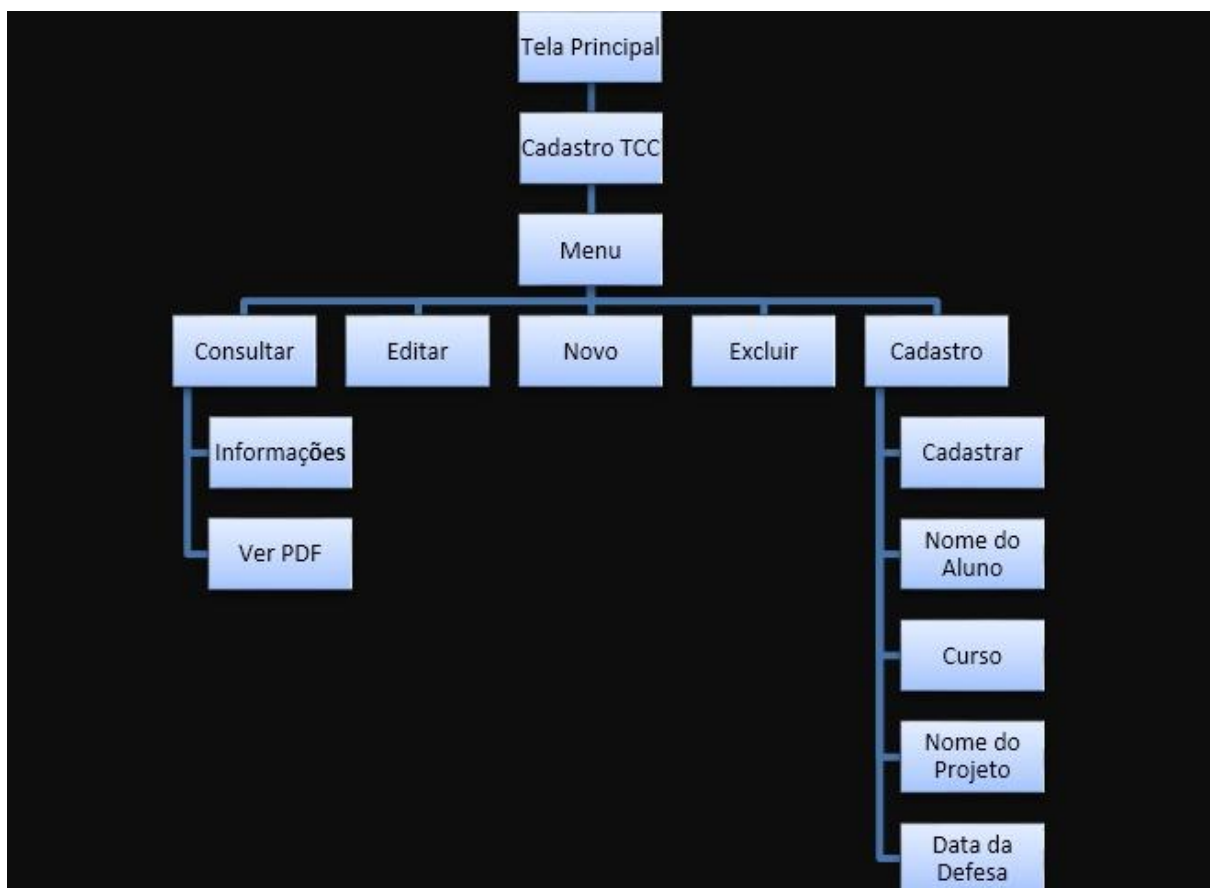 Tela Principal
Cadastro TCC
Menu
Consultar
Editar
Novo
Excluir
Cadastro
Informações
Ver PDF
Cadastrar
Nome do
Aluno
Curso
Nome do
Projeto
Data da
Defesa